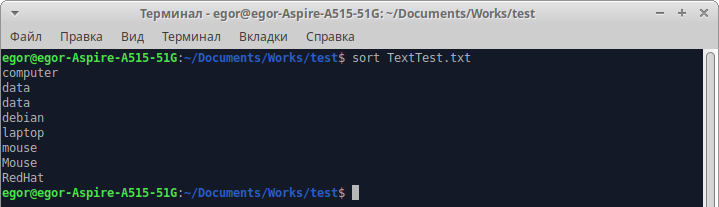 Терминал - egor@egor-Aspire-A515-51G: ~/Documents/Works/test
Файл Правка Вид Терминал Вкладки Справка
egor@egor-Aspire-A515-51G:~/Documents/Works/test$ sort TextTest.txt
computer
data
data
debian
laptop
mouse
Mouse
RedHat
egor@egor-Aspire-A515-51G:~/Documents/Works/test$